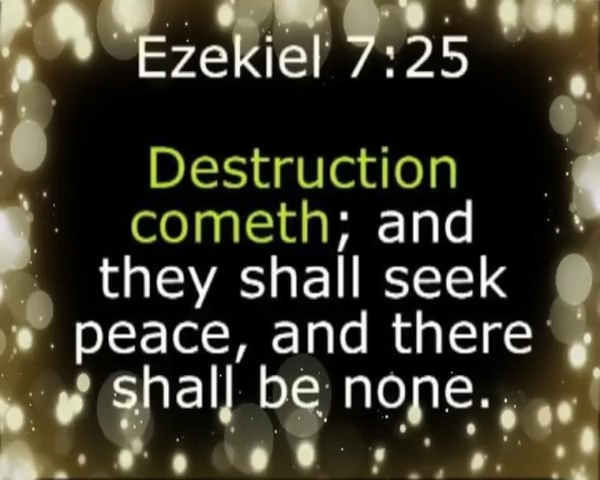 Ezekiel 7:25
Destruction
cometh; and
they shall seek
peace, and there
shall be none.